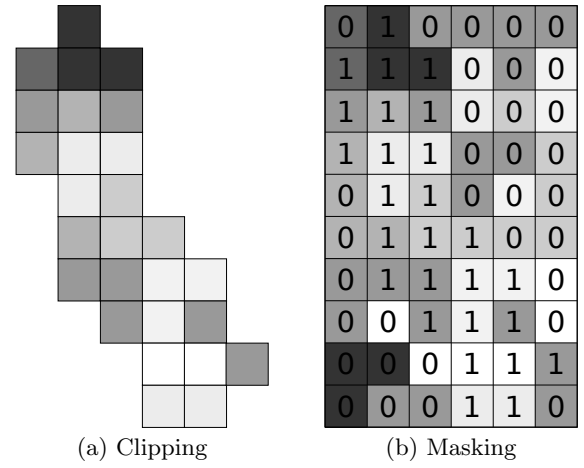 0 1 0 0 0 0
1 1 1 0 0 0
1 1 1 0 0 0
1 1 1 0 0 0
0 1 1 0 0 0
0 1 1 1 0 0
0 1 1 1 1 0
0 0 1 1 1 0
0 0 0 1 1 1
0 0 0 1 1 0
(a) Clipping
(b) Masking